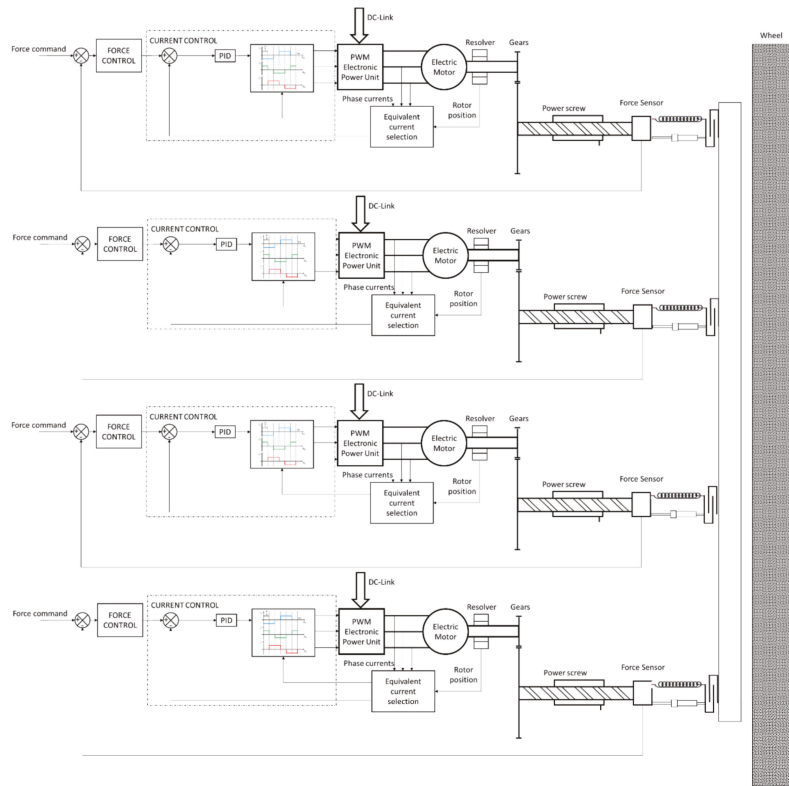 DC-Link
Wheel
Force command
FORCE
CONTROL
CURRENT CONTROL
PID
PWM
Electronic
Power Unit
Electric
Motor
Resolver
Gears
Phase currents
Equivalent
current
selection
Rotor
position
Power screw
Force Sensor
DC-Link
Force command
FORCE
CONTROL
CURRENT CONTROL
PID
PWM
Electronic
Power Unit
Electric
Motor
Resolver
Gears
Phase currents
Equivalent
current
selection
Rotor
position
Power screw
Force Sensor
DC-Link
Force command
FORCE
CONTROL
CURRENT CONTROL
PID
PWM
Electronic
Power Unit
Electric
Motor
Resolver
Gears
Phase currents
Equivalent
current
selection
Rotor
position
Power screw
Force Sensor
DC-Link
Force command
FORCE
CONTROL
CURRENT CONTROL
PID
PWM
Electronic
Power Unit
Electric
Motor
Resolver
Gears
Phase currents
Equivalent
current
selection
Rotor
position
Power screw
Force Sensor